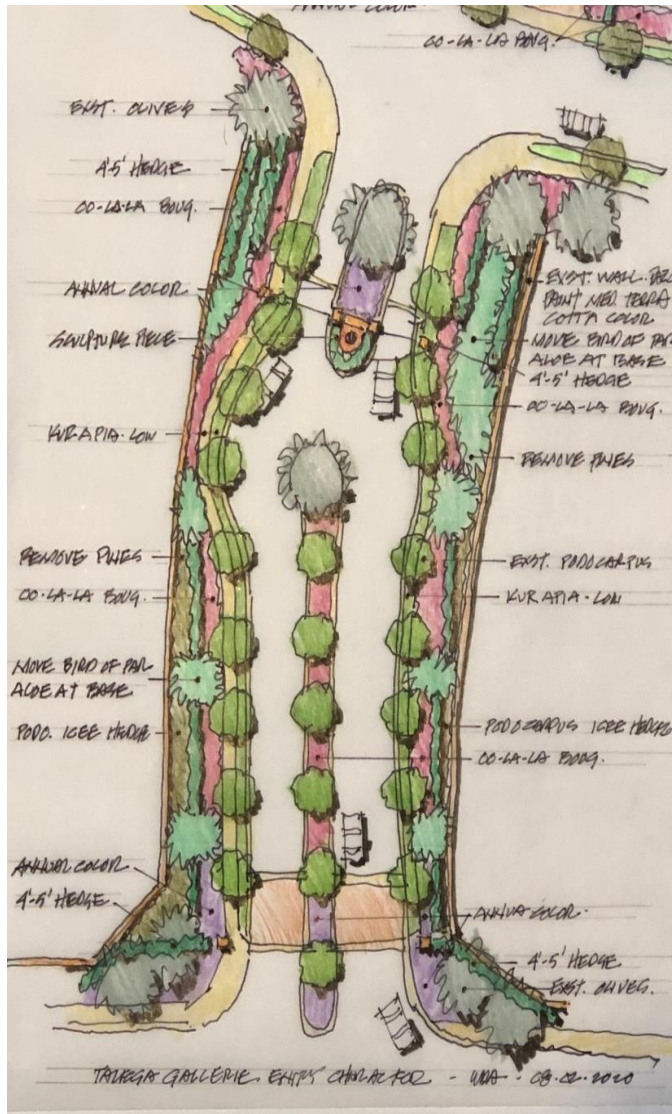 ANNUAL COLOR.
CO-LA-LA BOUG.
EXST. OLIVES
4'-5' HEDGE
CO-LA-LA BOUG.
ANNUAL COLOR
SCULPTURE PIECE
KURAPIA-LOW
REMOVE PINES
CO-LA-LA BOUG.
MOVE BIRD OF PAR
ALOE AT BASE
PODO. ICEE HEDGE
ANNUAL COLOR
4'-5' HEDGE
EXST. WALL
PAINT MED TERRA
COTTA COLOR
MOVE BIRD OF PAR
ALOE AT BASE
4'-5' HEDGE
CO-LA-LA BOUG.
REMOVE PINES
EXST. PODOCARPUS
KURAPIA-LOW
PODOCARPUS ICEE HEDGE
CO-LA-LA BOUG.
ANNUAL COLOR.
4'-5' HEDGE
EXST. OLIVES.
TALEGA GALLERIE ENTRY CHARACTER - WDA - 08.02.2020